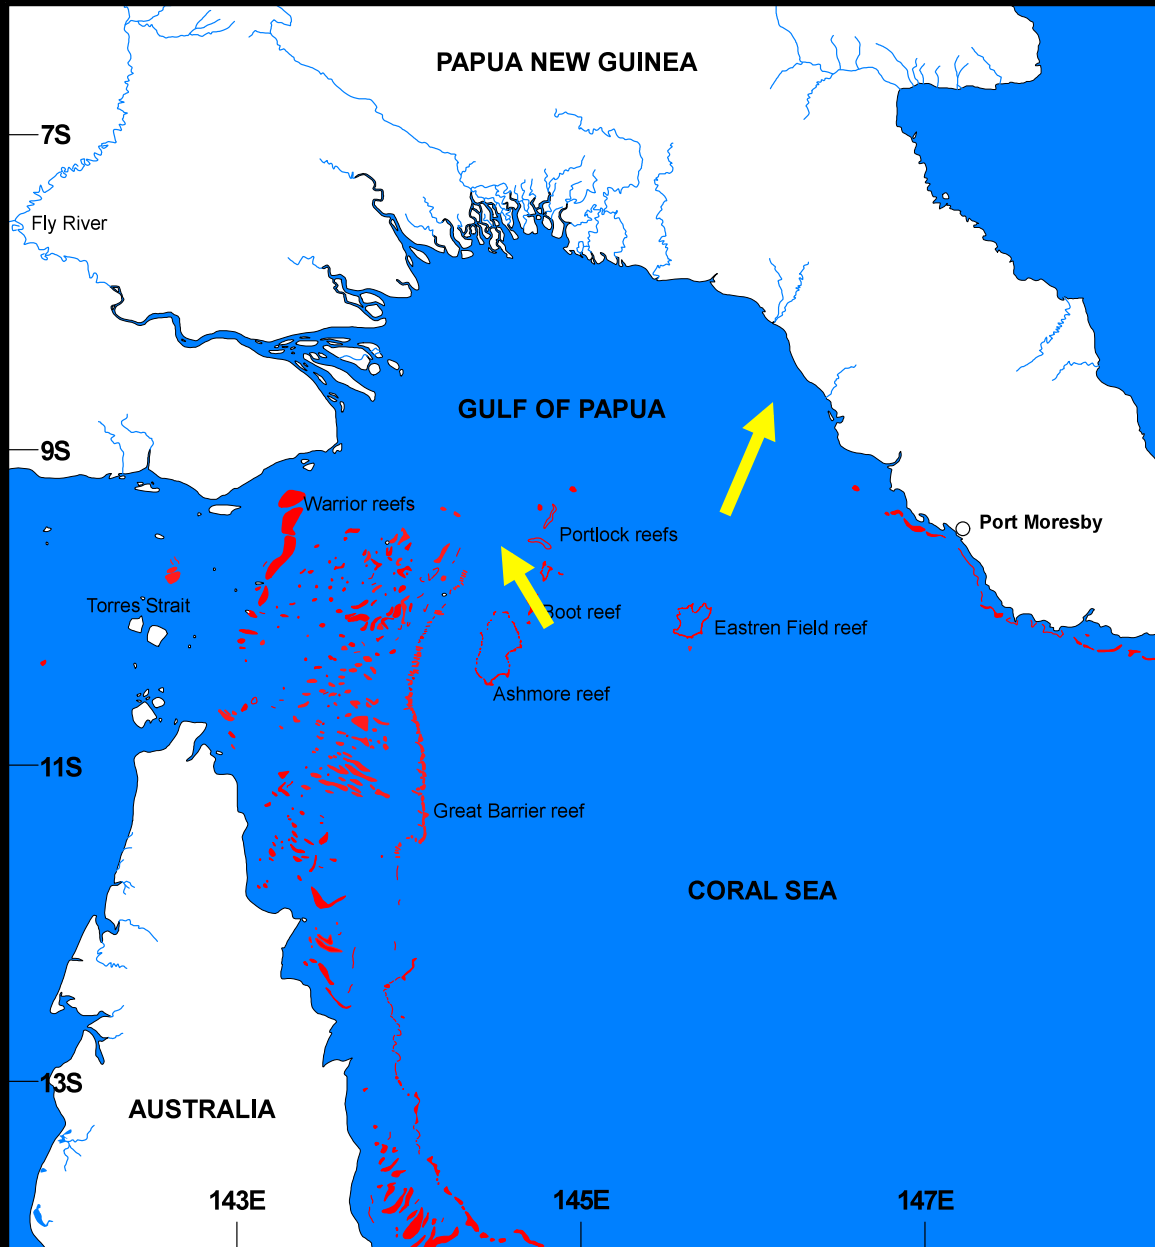 PAPUA NEW GUINEA
7S
Fly River
GULF OF PAPUA
9S
Warrior reefs
Portlock reefs
Port Moresby
Torres Strait
Boot reef
Eastren Field reef
Ashmore reef
11S
Great Barrier reef
CORAL SEA
13S
AUSTRALIA
143E
145E
147E